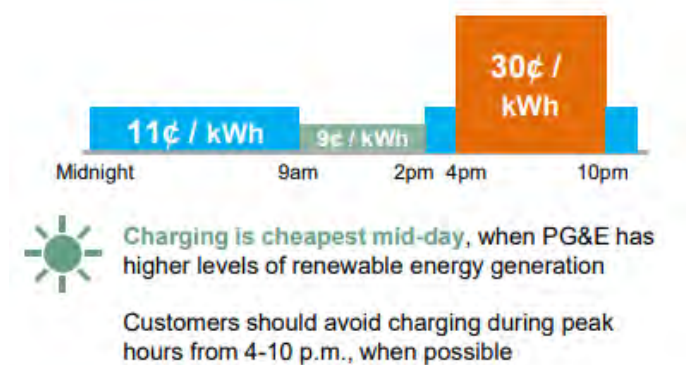 30¢ /
kWh
11¢ / kWh
9¢ / kWh
Midnight
9am
2pm
4pm
10pm
Charging is cheapest mid-day, when PG&E has
higher levels of renewable energy generation
Customers should avoid charging during peak
hours from 4-10 p.m., when possible